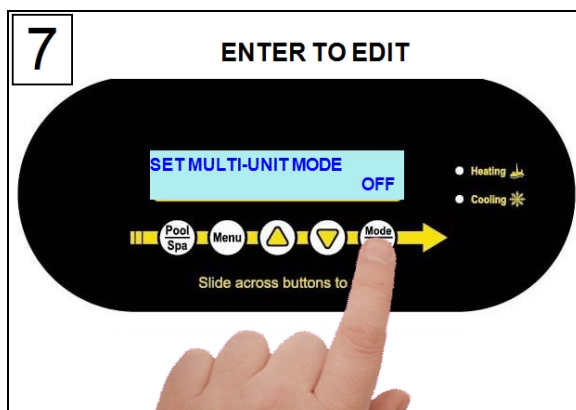 7
ENTER TO EDIT
SET MULTI-UNIT MODE
OFF
Heating
Cooling
Pool
Spa
Menu
Mode
Slide across buttons to